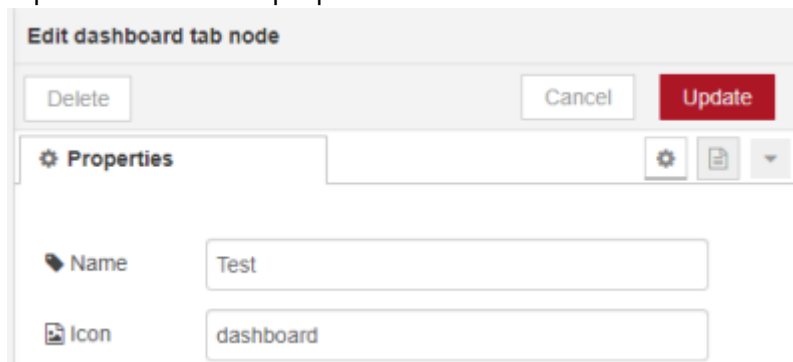 Edit dashboard tab node
Delete Cancel Update
Properties
Name Test
Icon dashboard